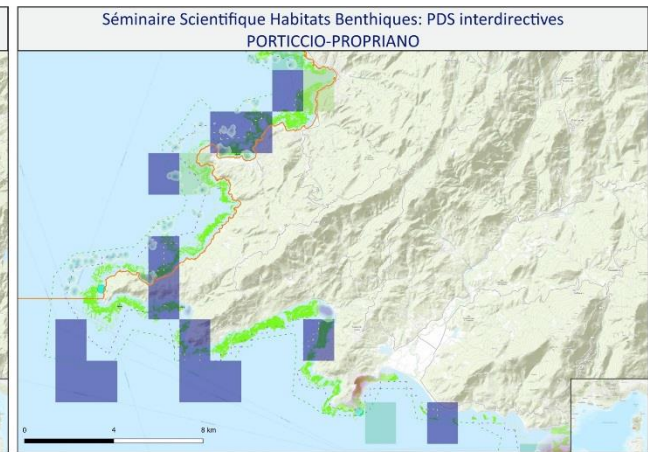 Séminaire Scientifique Habitats Benthiques: PDS interdirectives
PORTICCIO-PROPRIANO
0 4 8 km